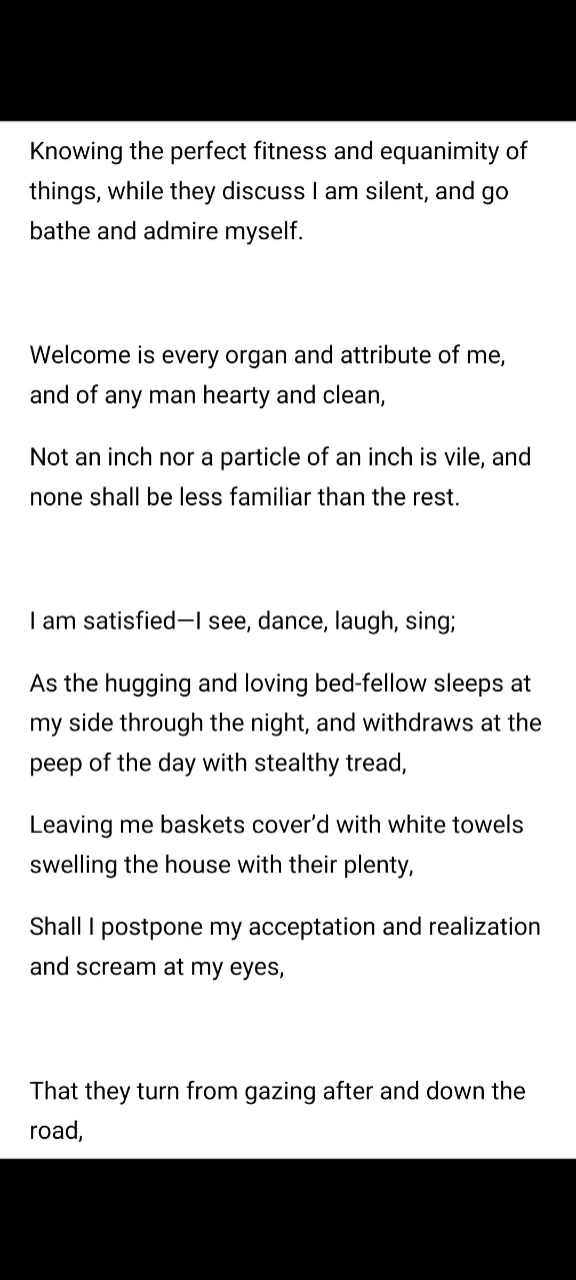 Knowing the perfect fitness and equanimity of
things, while they discuss I am silent, and go
bathe and admire myself.
Welcome is every organ and attribute of me,
and of any man hearty and clean,
Not an inch nor a particle of an inch is vile, and
none shall be less familiar than the rest.
I am satisfied—I see, dance, laugh, sing;
As the hugging and loving bed-fellow sleeps at
my side through the night, and withdraws at the
peep of the day with stealthy tread,
Leaving me baskets cover’d with white towels
swelling the house with their plenty,
Shall I postpone my acceptation and realization
and scream at my eyes,
That they turn from gazing after and down the
road,